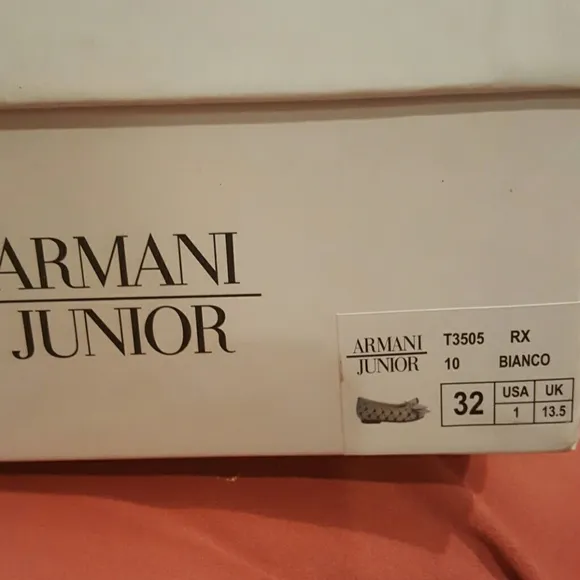 ARMANI
JUNIOR
ARMANI
JUNIOR
T3505 RX
10 BIANCO
32
USA UK
1 13.5